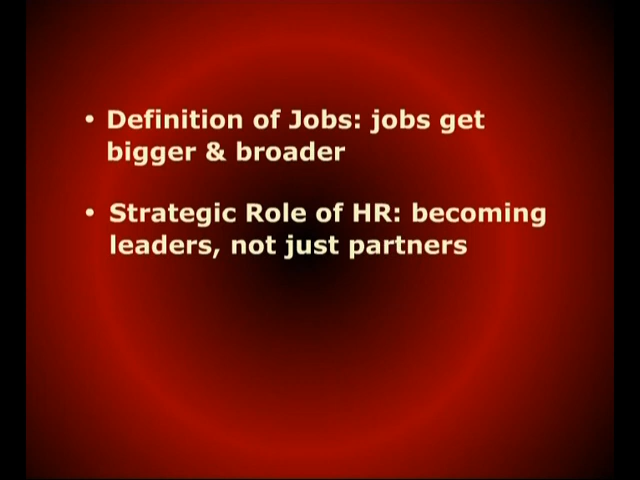 • Definition of Jobs: jobs get
bigger & broader
• Strategic Role of HR: becoming
leaders, not just partners